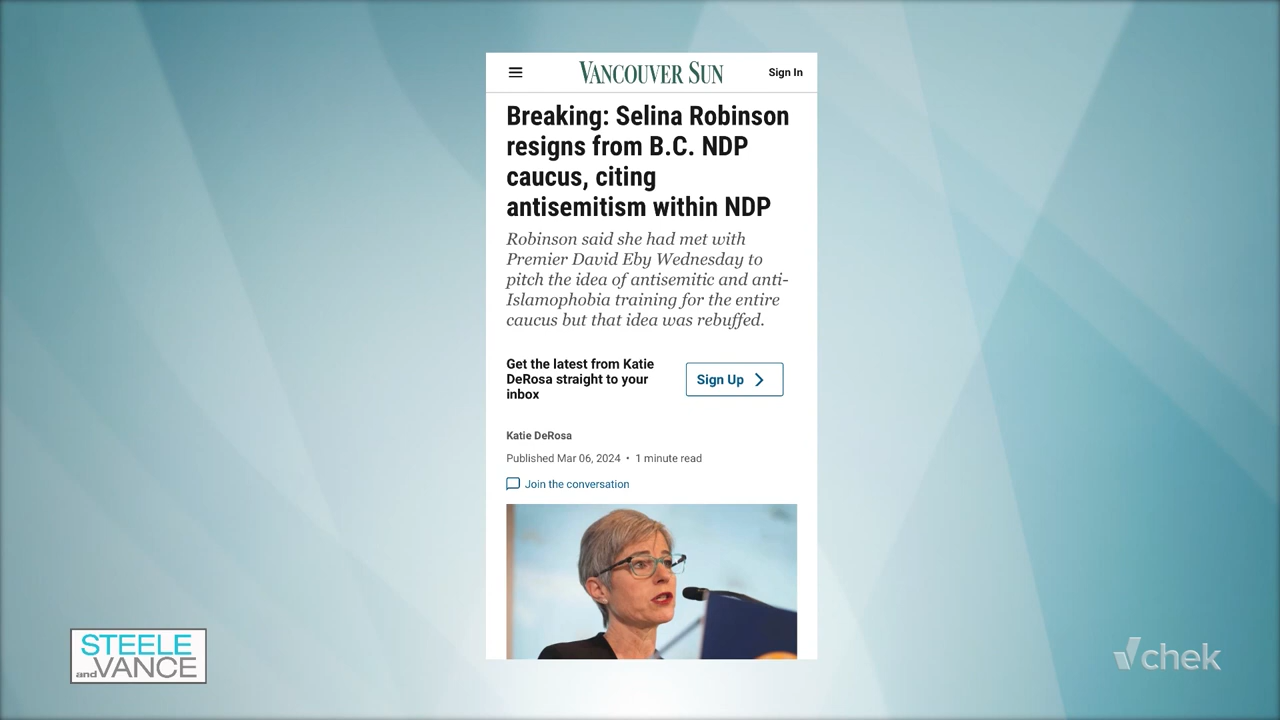 VANCOUVER SUN
Sign In
Breaking: Selina Robinson
resigns from B.C. NDP
caucus, citing
antisemitism within NDP
Robinson said she had met with
Premier David Eby Wednesday to
pitch the idea of antisemitic and anti-
Islamophobia training for the entire
caucus but that idea was rebuffed.
Get the latest from Katie
DeRosa straight to your
inbox
Sign Up
Katie DeRosa
Published Mar 06, 2024 • 1 minute read
Join the conversation
STEELE
and VANCE
chek